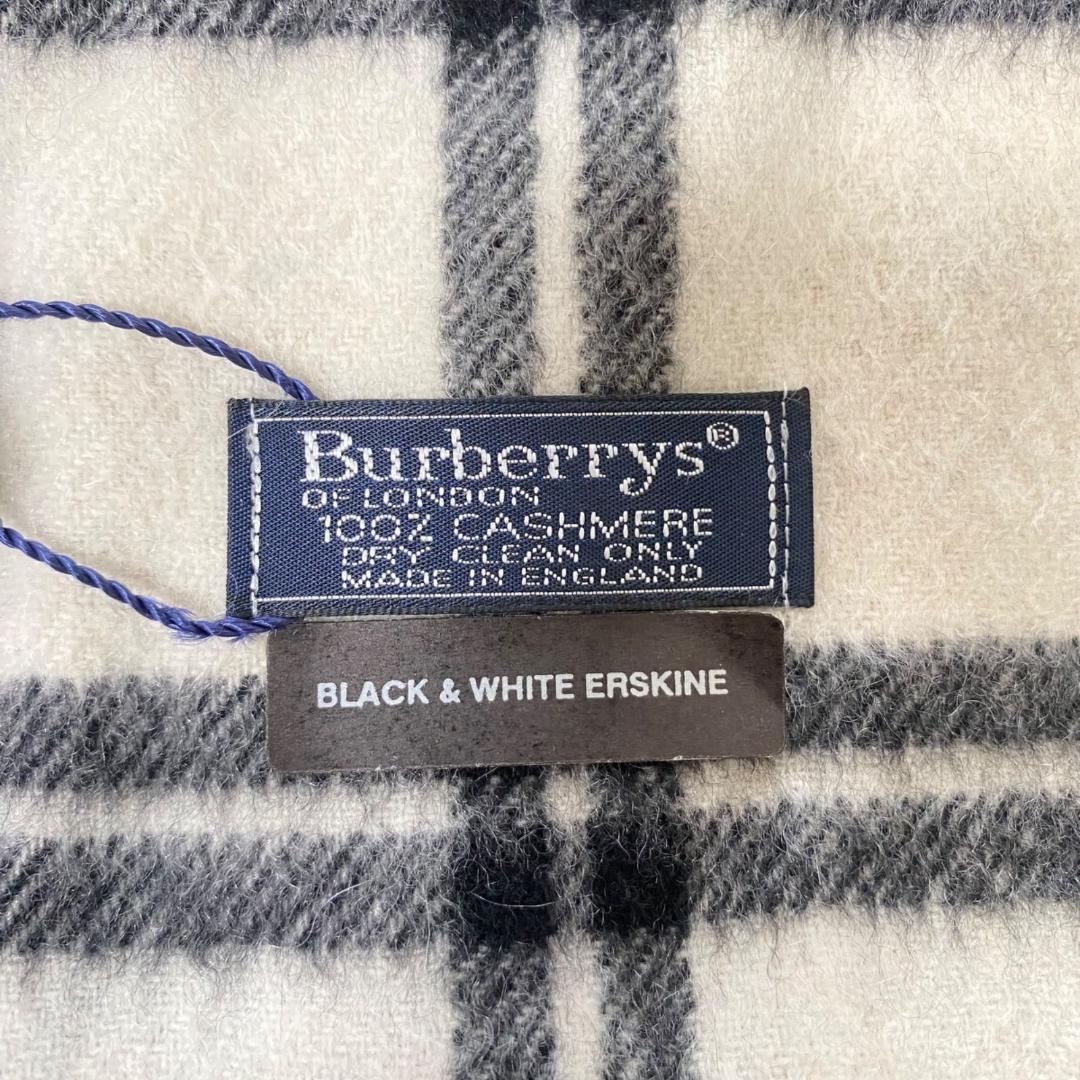 Burberrys®
OF LONDON
100% CASHMERE
DRY CLEAN ONLY
MADE IN ENGLAND
BLACK & WHITE ERSKINE